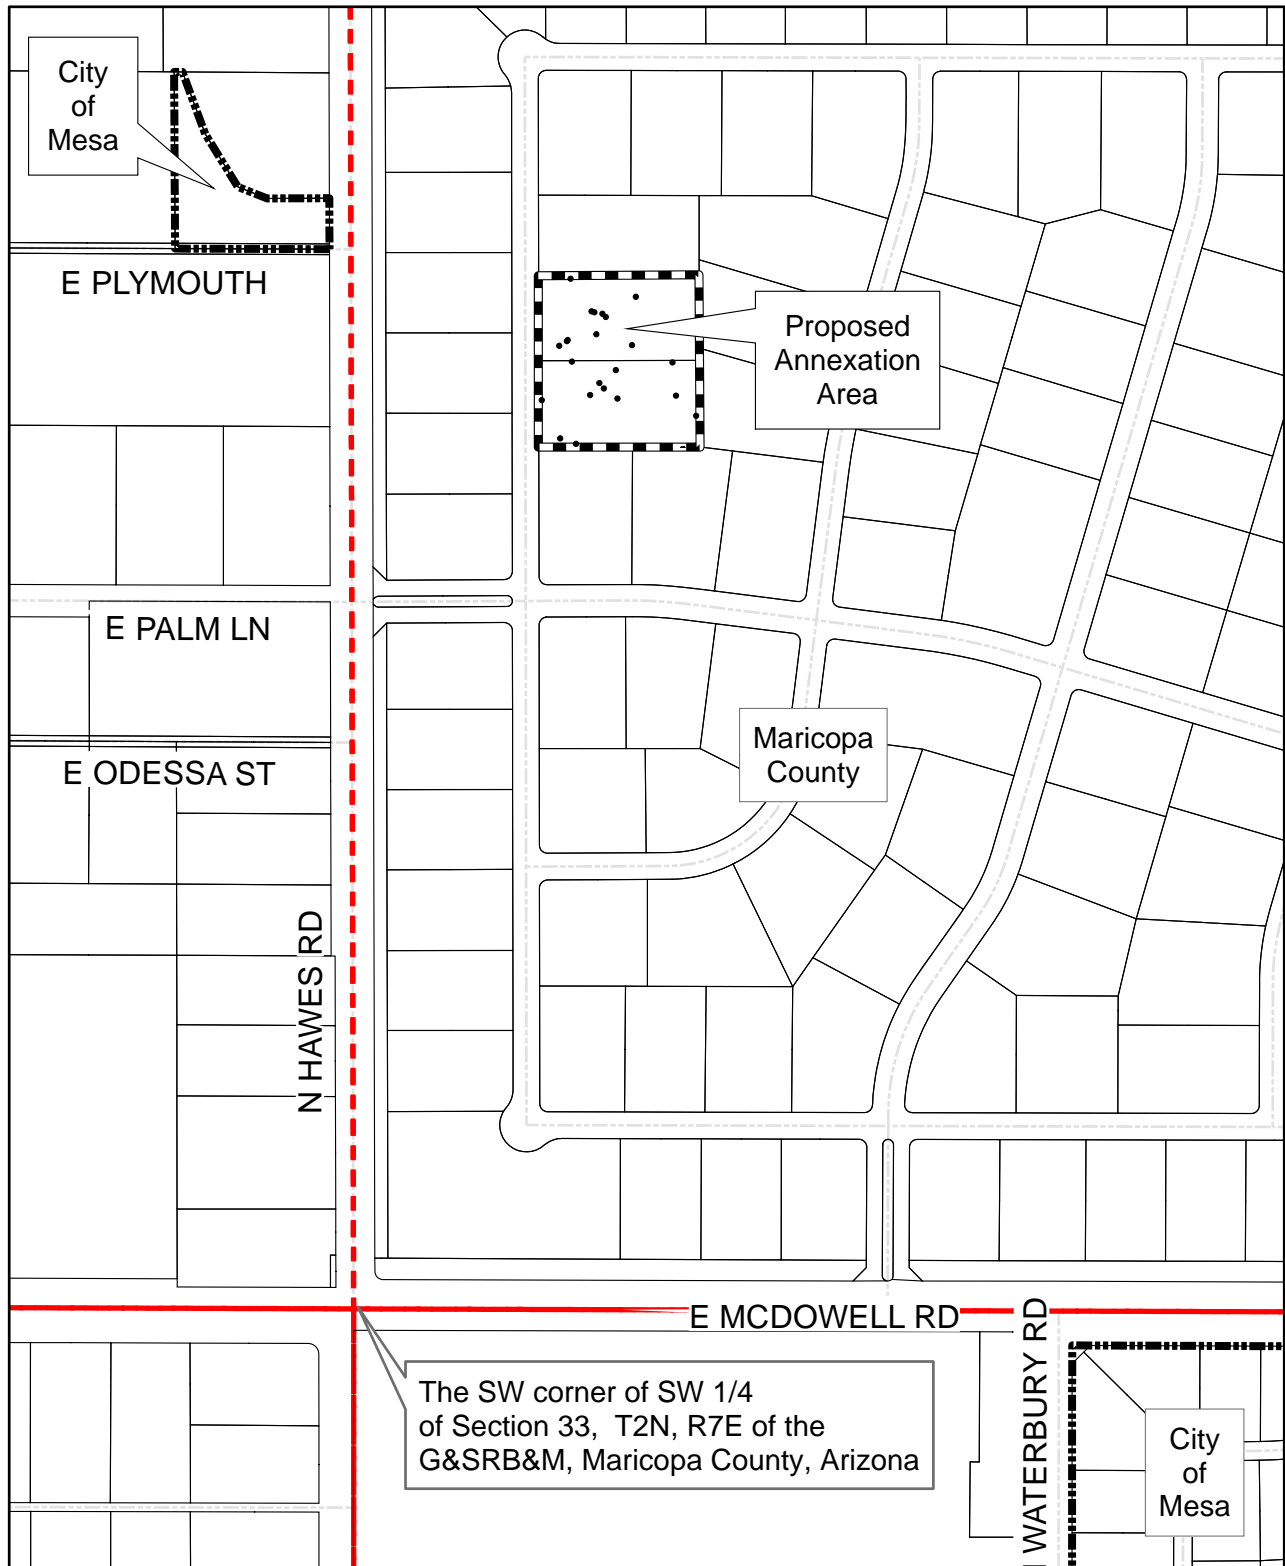 City
of
Mesa
E PLYMOUTH
Proposed
Annexation
Area
E PALM LN
Maricopa
County
E ODESSA ST
N HAWES RD
E MCDOWELL RD
WATERBURY RD
The SW corner of SW 1/4
of Section 33, T2N, R7E of the
G&SRB&M, Maricopa County, Arizona
City
of
Mesa